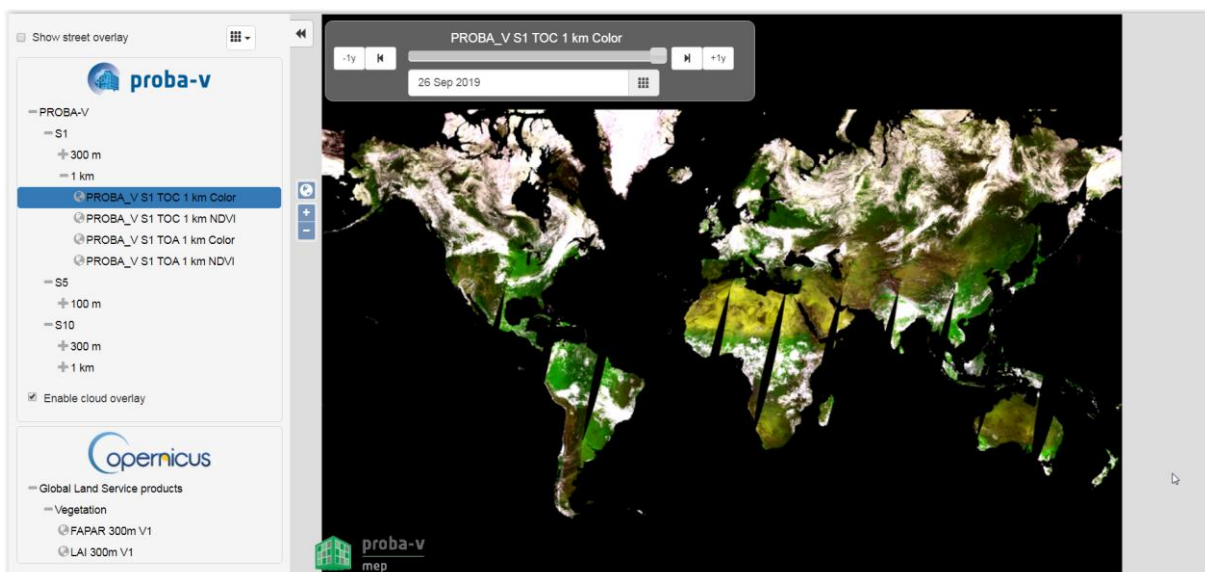 Show street overlay
proba-v
PROBA-V
S1
300 m
1 km
PROBA_V S1 TOC 1 km Color
PROBA_V S1 TOC 1 km NDVI
PROBA_V S1 TOA 1 km Color
PROBA_V S1 TOA 1 km NDVI
S5
100 m
S10
300 m
1 km
Enable cloud overlay
opernicus
Global Land Service products
Vegetation
FAPAR 300m V1
LAI 300m V1
PROBA_V S1 TOC 1 km Color
-1y
+1y
26 Sep 2019
proba-v
mep